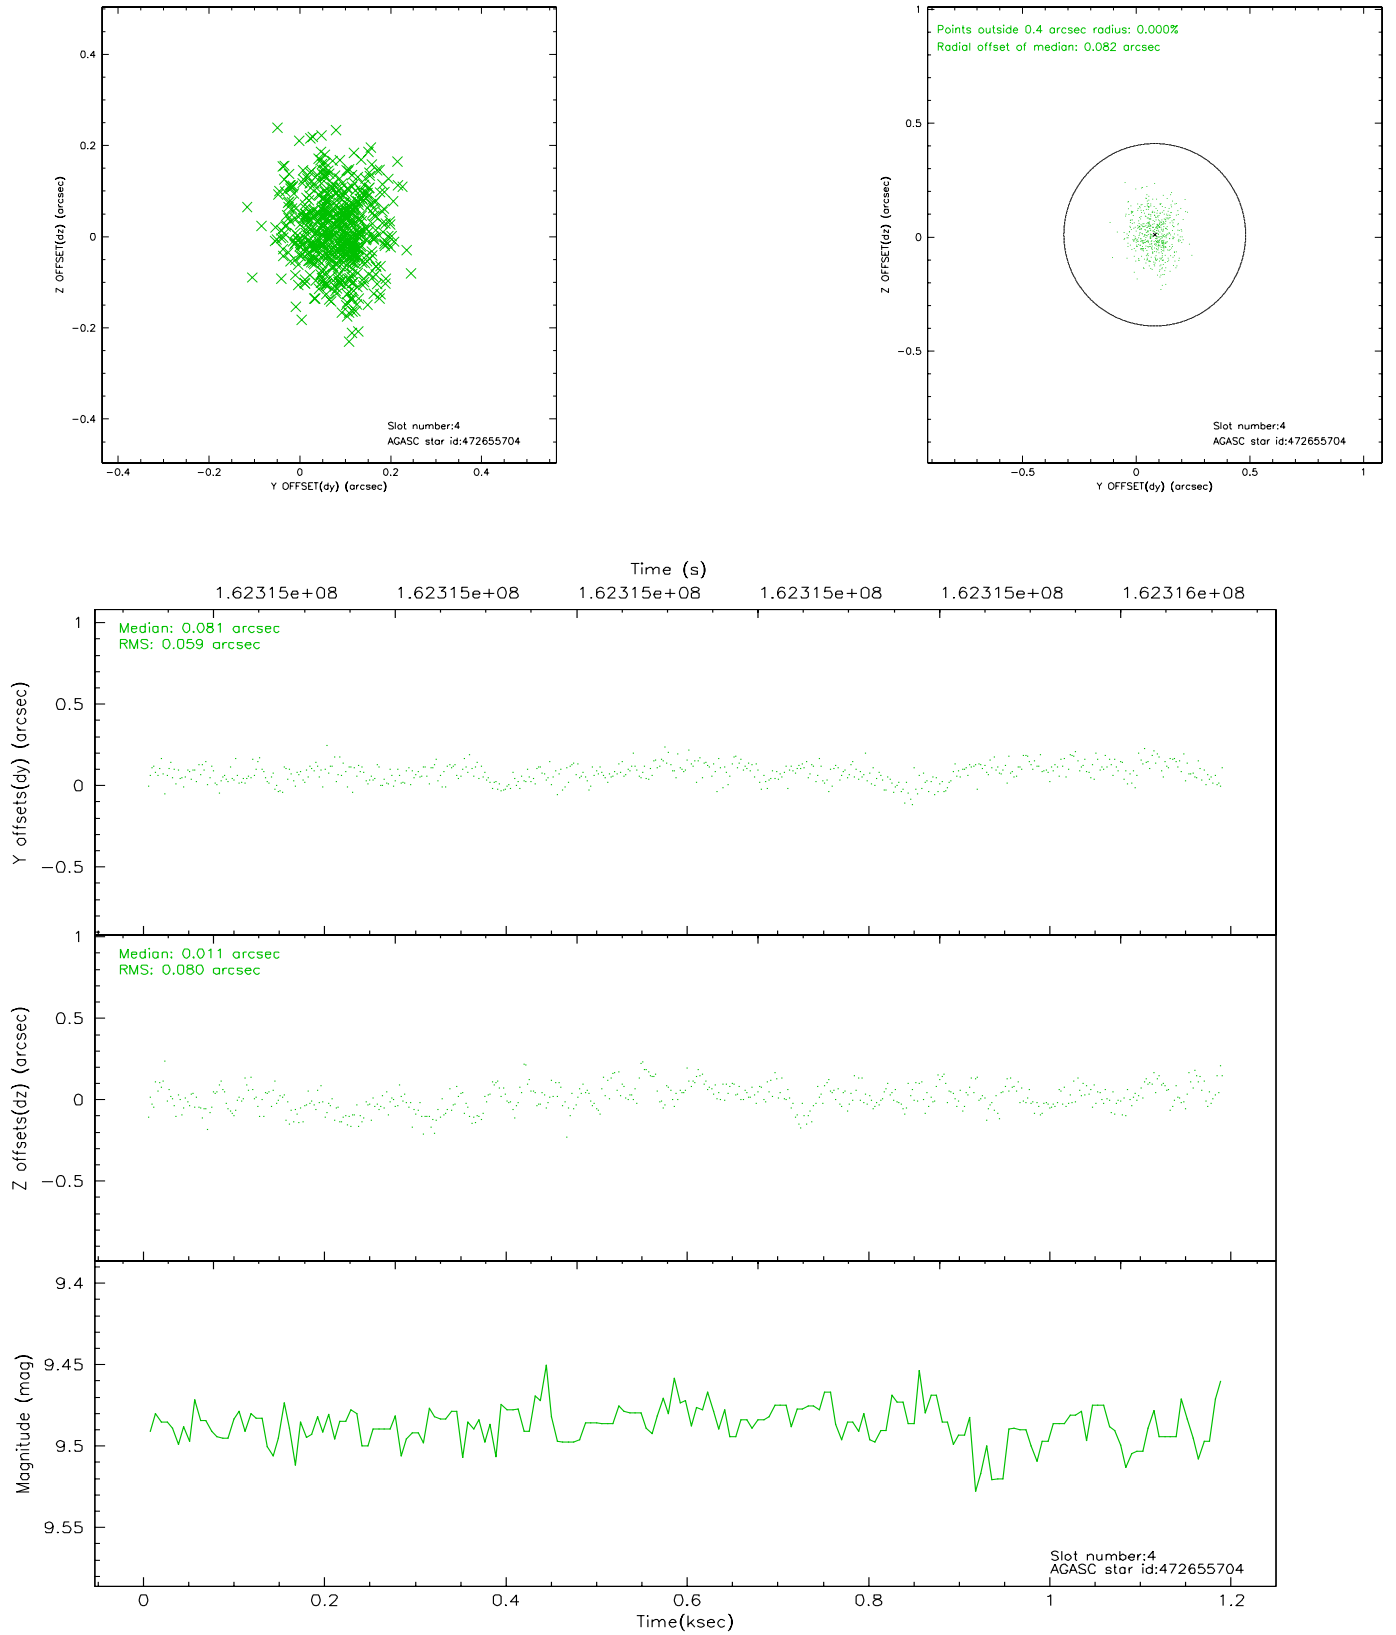 0.4
0.2
0
−0.2
−0.4
Z OFFSET(dz) (arcsec)
−0.4 −0.2 0 0.2 0.4
Y OFFSET(dy) (arcsec)
Slot number:4
AGASC star id:472655704
Points outside 0.4 arcsec radius: 0.000%
Radial offset of median: 0.082 arcsec
1
0.5
0
−0.5
Z OFFSET(dz) (arcsec)
−0.5 0 0.5 1
Y OFFSET(dy) (arcsec)
Slot number:4
AGASC star id:472655704
Time (s)
1.62315e+08 1.62315e+08 1.62315e+08 1.62315e+08 1.62315e+08 1.62316e+08
Median: 0.081 arcsec
RMS: 0.059 arcsec
1
0.5
0
−0.5
Y offsets(dy) (arcsec)
Median: 0.011 arcsec
RMS: 0.080 arcsec
1
0.5
0
−0.5
Z offsets(dz) (arcsec)
9.4
9.45
9.5
9.55
Magnitude (mag)
Slot number:4
AGASC star id:472655704
0 0.2 0.4 0.6 0.8 1 1.2
Time(ksec)